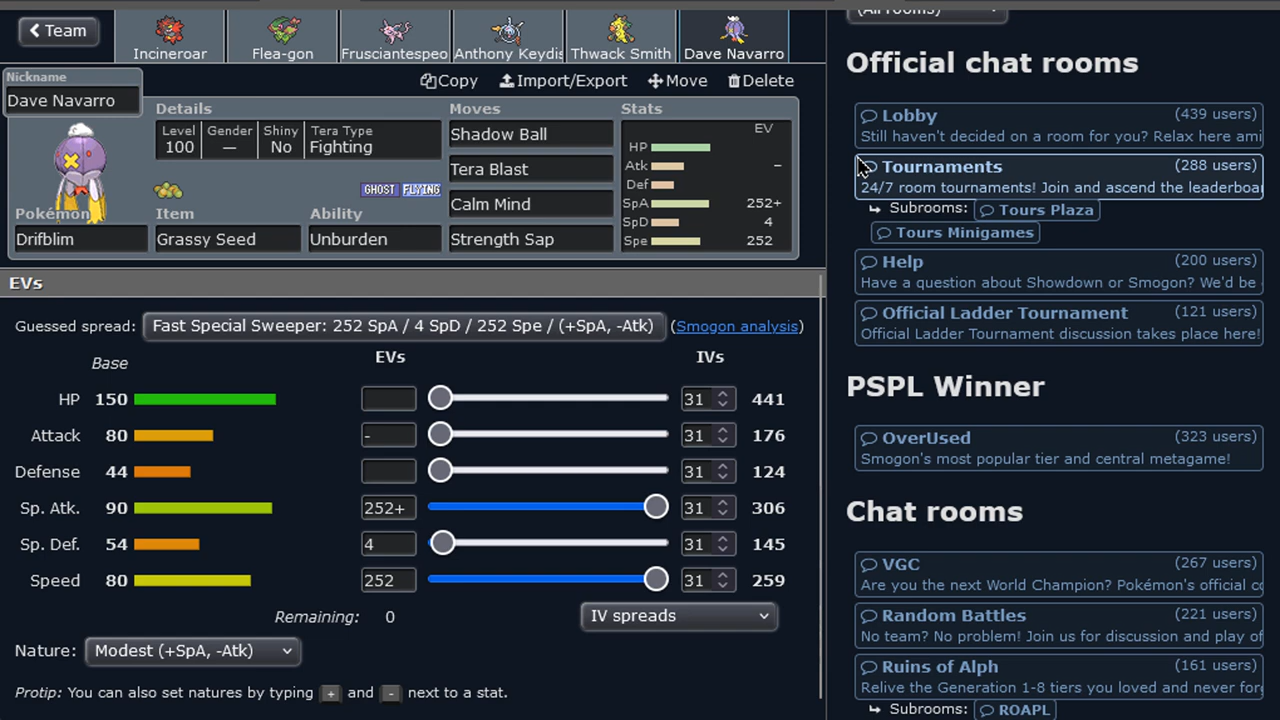 Team
Incineroar
Flea-gon
Frusciantespeo
Anthony Keydis
Thwack Smith
Dave Navarro
Copy
Import/Export
Move
Delete
Nickname
Dave Navarro
Details
Level
100
Gender
—
Shiny
No
Tera Type
Fighting
GHOST FLYING
Pokémon
Drifblim
Item
Grassy Seed
Ability
Unburden
Moves
Shadow Ball
Tera Blast
Calm Mind
Strength Sap
Stats
EV
HP
Atk –
Def
SpA 252+
SpD 4
Spe 252
EVs
Guessed spread: Fast Special Sweeper: 252 SpA / 4 SpD / 252 Spe / (+SpA, -Atk) (Smogon analysis)
Base EVs IVs
HP 150 31 441
Attack 80 - 31 176
Defense 44 31 124
Sp. Atk. 90 252+ 31 306
Sp. Def. 54 4 31 145
Speed 80 252 31 259
Remaining: 0 IV spreads
Nature: Modest (+SpA, -Atk)
Protip: You can also set natures by typing + and - next to a stat.
(All rooms)
Official chat rooms
Lobby (439 users)
Still haven't decided on a room for you? Relax here ami
Tournaments (288 users)
24/7 room tournaments! Join and ascend the leaderboar
Subrooms: Tours Plaza
Tours Minigames
Help (200 users)
Have a question about Showdown or Smogon? We'd be
Official Ladder Tournament (121 users)
Official Ladder Tournament discussion takes place here!
PSPL Winner
OverUsed (323 users)
Smogon's most popular tier and central metagame!
Chat rooms
VGC (267 users)
Are you the next World Champion? Pokémon's official co
Random Battles (221 users)
No team? No problem! Join us for discussion and play of
Ruins of Alph (161 users)
Relive the Generation 1-8 tiers you loved and never forg
Subrooms: ROAPL